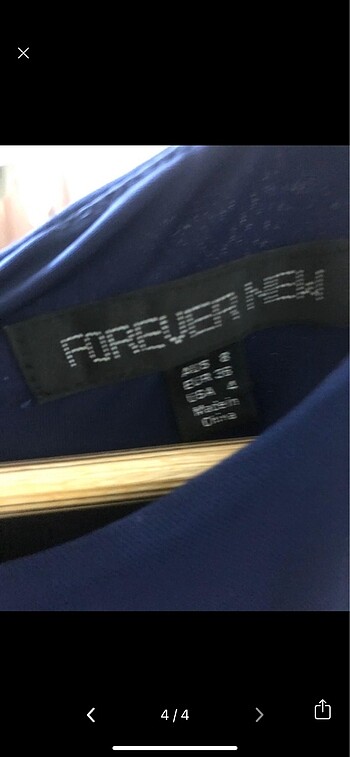 FOREVER NEW
AUS 8
EUR 36
USA 4
Made in
China
4/4